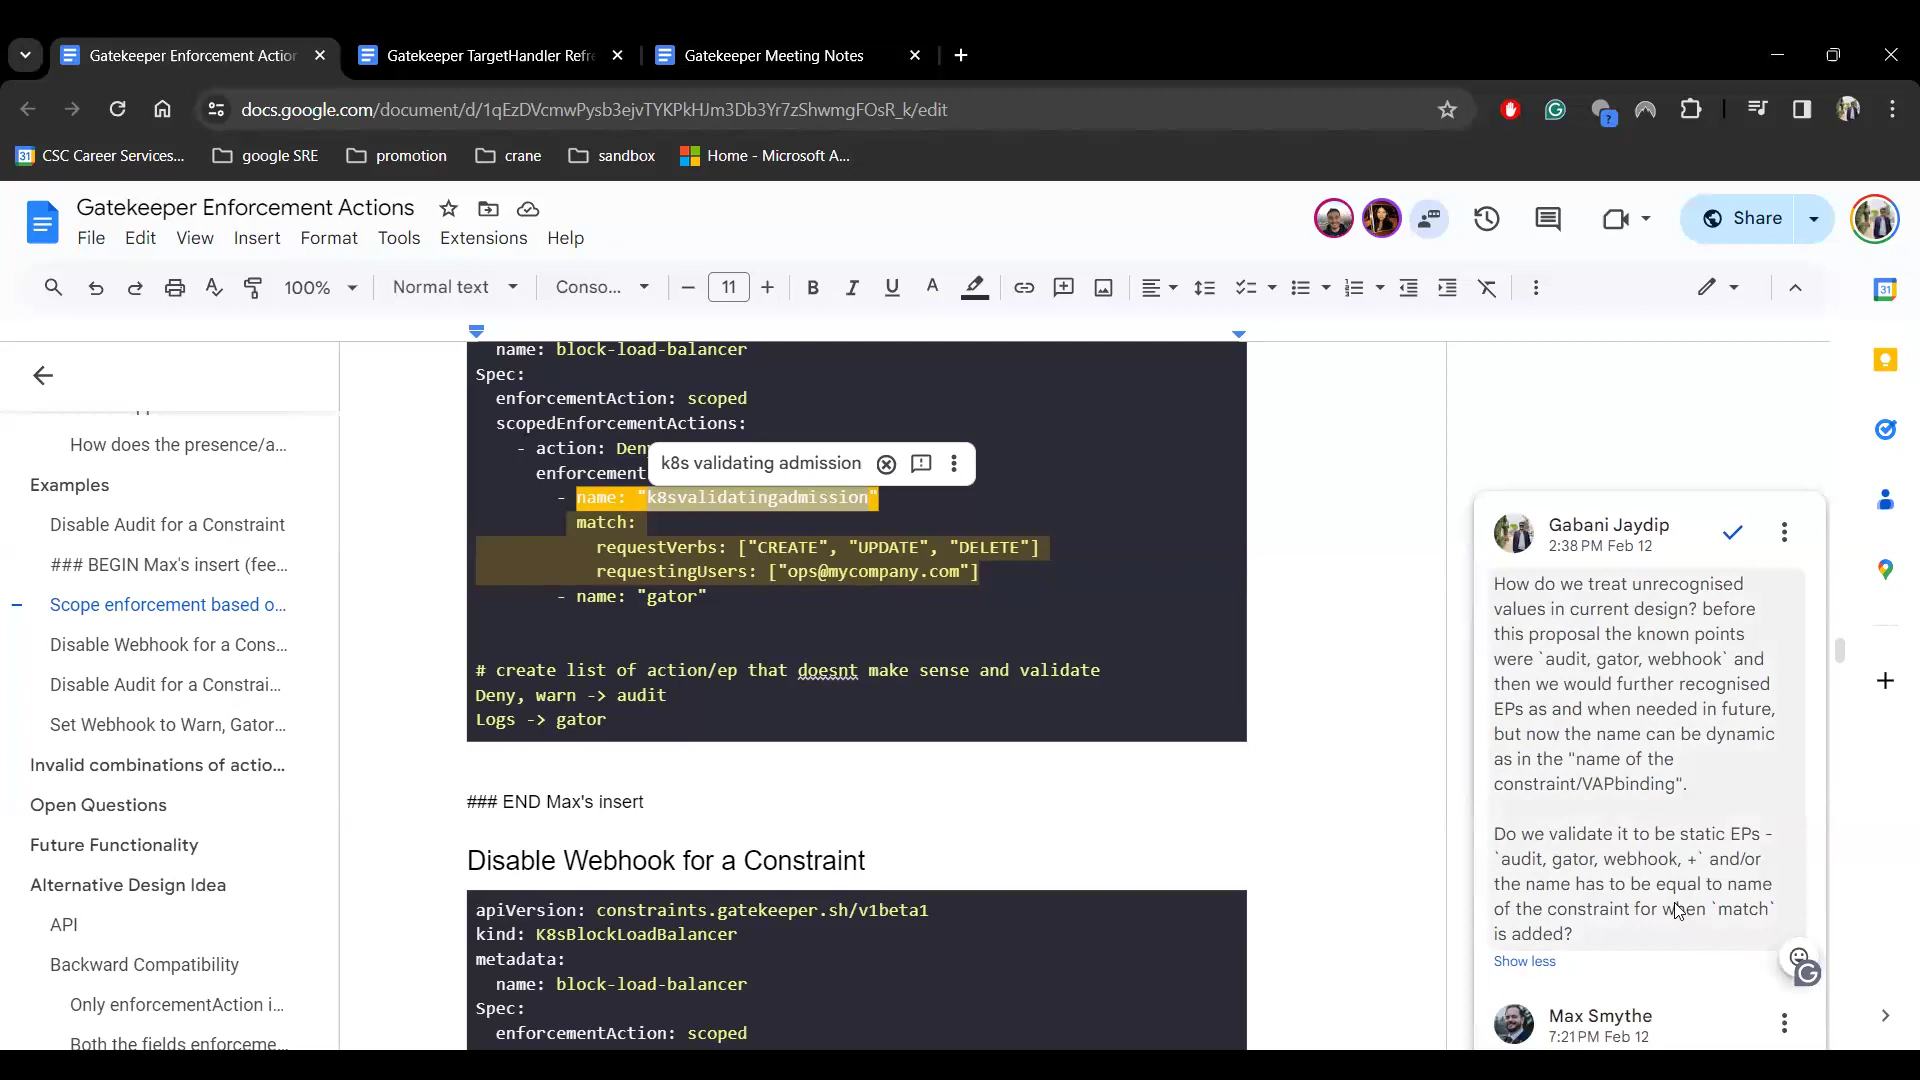 Gatekeeper Enforcement Action
Gatekeeper TargetHandler Refre
Gatekeeper Meeting Notes
docs.google.com/document/d/1qEzDVcmwPysb3ejvTYKPkHJm3Db3Yr7zShwmgFOsR_k/edit
CSC Career Services...
google SRE
promotion
crane
sandbox
Home - Microsoft A...
Gatekeeper Enforcement Actions
File Edit View Insert Format Tools Extensions Help
Share
100%
Normal text
Conso...
11
How does the presence/a...
Examples
Disable Audit for a Constraint
### BEGIN Max's insert (fee...
Scope enforcement based o...
Disable Webhook for a Cons...
Disable Audit for a Constrai...
Set Webhook to Warn, Gator...
Invalid combinations of actio...
Open Questions
Future Functionality
Alternative Design Idea
API
Backward Compatibility
Only enforcementAction i...
Both the fields enforceme...
name: block-load-balancer
Spec:
enforcementAction: scoped
scopedEnforcementActions:
- action: Deny
enforcement
k8s validating admission
- name: "k8svalidatingadmission"
match:
requestVerbs: ["CREATE", "UPDATE", "DELETE"]
requestingUsers: ["ops@mycompany.com"]
- name: "gator"
# create list of action/ep that doesnt make sense and validate
Deny, warn -> audit
Logs -> gator
### END Max's insert
Disable Webhook for a Constraint
apiVersion: constraints.gatekeeper.sh/v1beta1
kind: K8sBlockLoadBalancer
metadata:
name: block-load-balancer
Spec:
enforcementAction: scoped
Gabani Jaydip
2:38 PM Feb 12
How do we treat unrecognised
values in current design? before
this proposal the known points
were `audit, gator, webhook` and
then we would further recognised
EPs as and when needed in future,
but now the name can be dynamic
as in the "name of the
constraint/VAPbinding".
Do we validate it to be static EPs -
`audit, gator, webhook, +` and/or
the name has to be equal to name
of the constraint for when `match`
is added?
Show less
Max Smythe
7:21 PM Feb 12